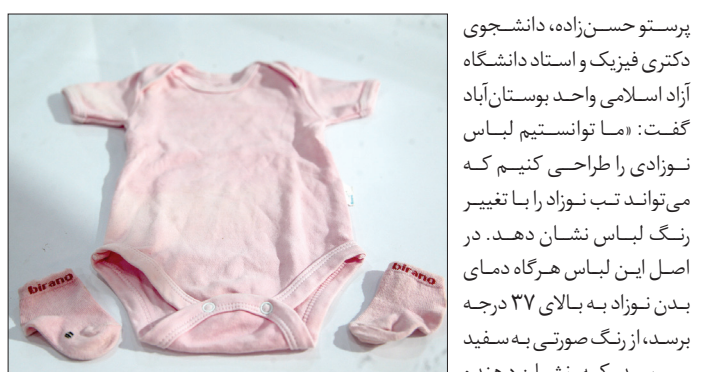 پرستو حسن‌زاده، دانشجوی
دکتری فیزیک و استاد دانشگاه
آزاد اسلامی واحد بوستان‌آباد
گفت: «ما توانستیم لباس
نوزادی را طراحی کنیم که
می‌تواند تب نوزاد را با تغییر
رنگ لباس نشان دهد. در
اصل این لباس هرگاه دمای
بدن نوزاد به بالای ۳۷ درجه
برسد، از رنگ صورتی به سفید
birano
birano